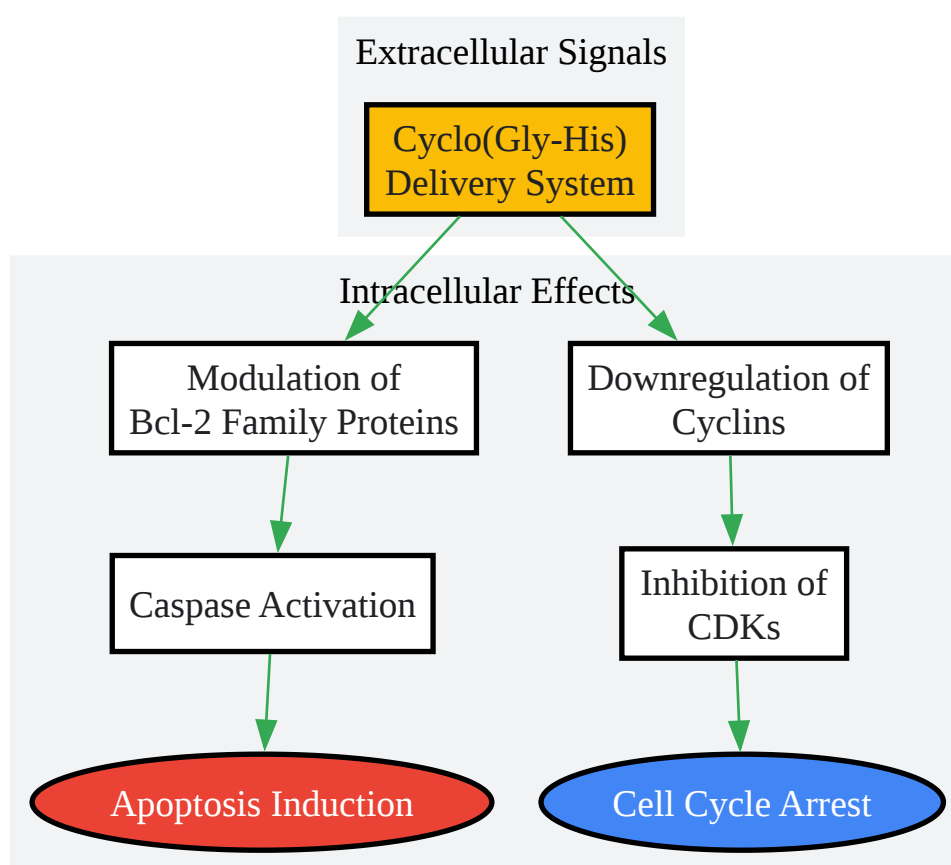 Extracellular Signals
Cyclo(Gly-His)
Delivery System
Intracellular Effects
Modulation of
Bcl-2 Family Proteins
Downregulation of
Cyclins
Caspase Activation
Inhibition of
CDKs
Apoptosis Induction
Cell Cycle Arrest